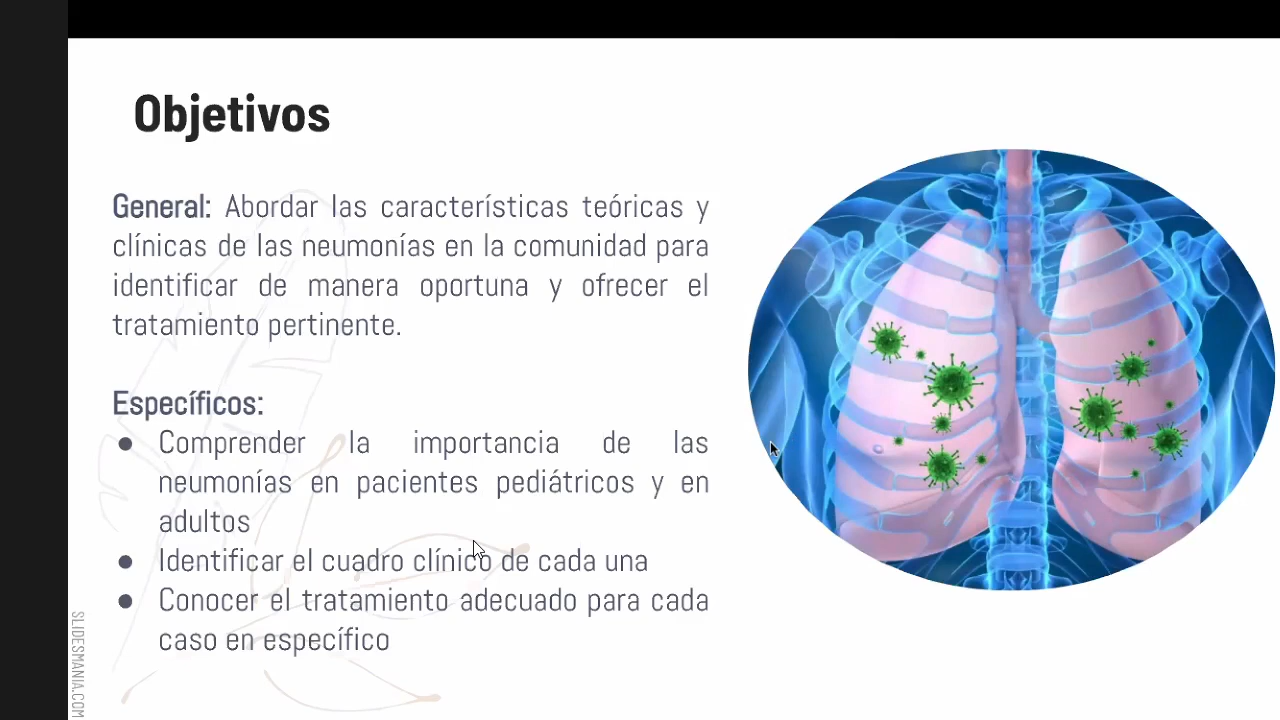 Objetivos
General: Abordar las características teóricas y
clínicas de las neumonías en la comunidad para
identificar de manera oportuna y ofrecer el
tratamiento pertinente.
Específicos:
● Comprender la importancia de las
neumonías en pacientes pediátricos y en
adultos
● Identificar el cuadro clínico de cada una
● Conocer el tratamiento adecuado para cada
caso en específico
SLIDESMANIA.COM